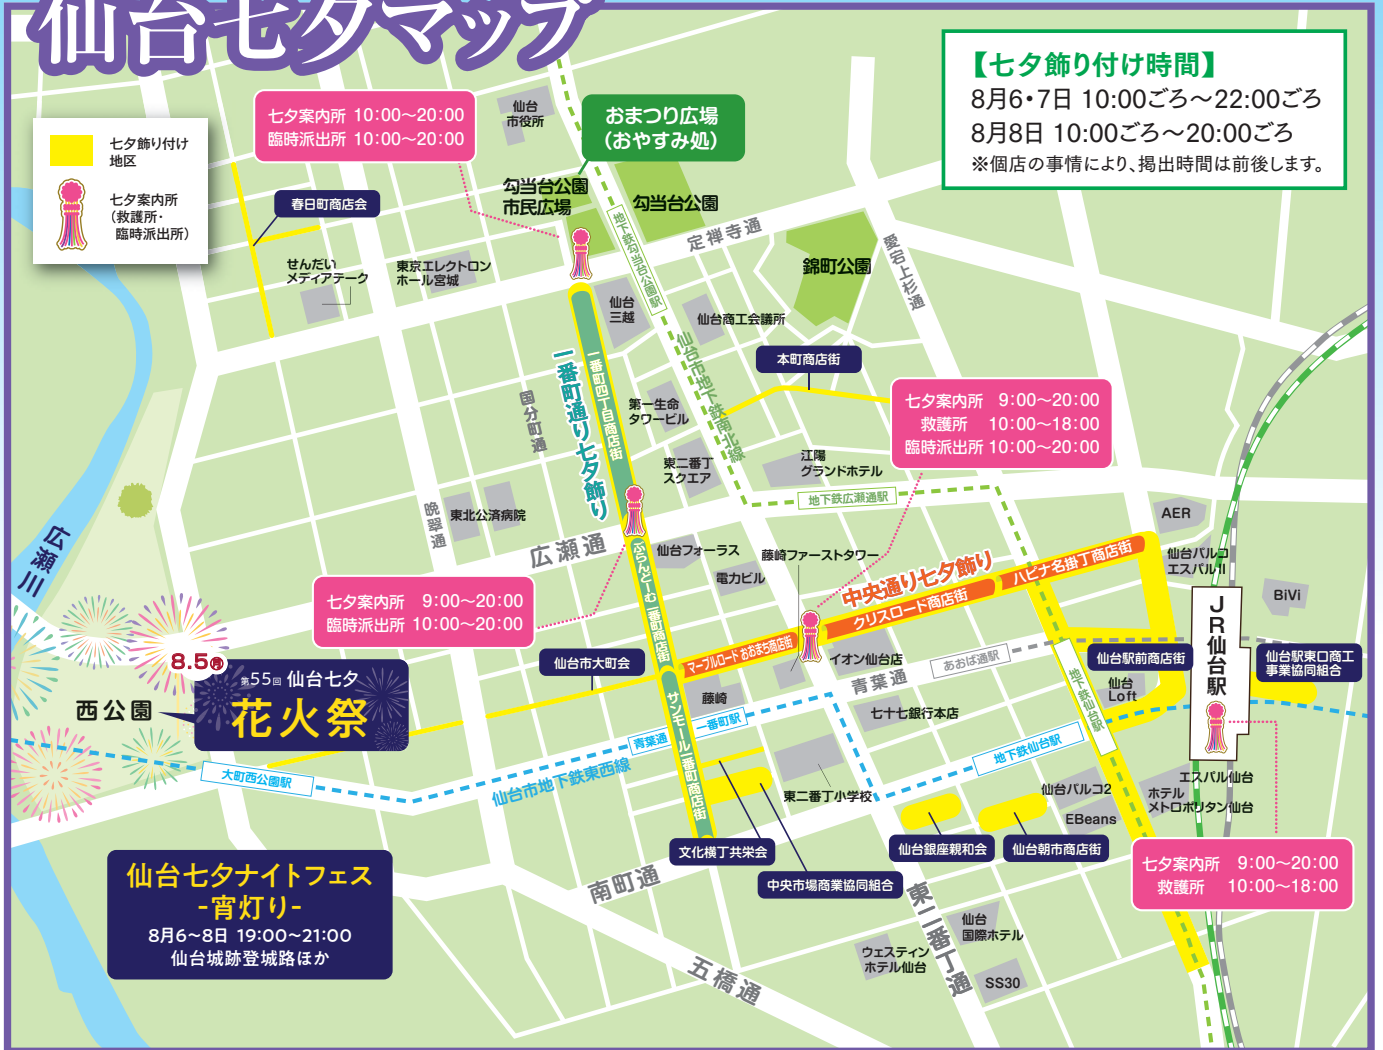 仙台七夕マップ
【七夕飾り付け時間】
8月6・7日 10:00ごろ～22:00ごろ
8月8日 10:00ごろ～20:00ごろ
※個店の事情により、掲出時間は前後します。
七夕飾り付け
地区
七夕案内所
(救護所・
臨時派出所)
七夕案内所 10:00～20:00
臨時派出所 10:00～20:00
仙台
市役所
おまつり広場
(おやすみ処)
勾当台公園
市民広場
勾当台公園
地下鉄勾当台公園駅
定禅寺通
錦町公園
愛宕上杉通
春日町商店会
せんだい
メディアテーク
東京エレクトロン
ホール宮城
仙台
三越
仙台商工会議所
仙台市地下鉄南北線
本町商店街
一番町通り七夕飾り
一番町四丁目商店街
国分町通
第一生命
タワービル
東二番丁
スクエア
江陽
グランドホテル
七夕案内所 9:00～20:00
救護所 10:00～18:00
臨時派出所 10:00～20:00
地下鉄広瀬通駅
晩翠通
東北公済病院
広瀬通
広瀬川
仙台フォーラス
電力ビル
藤崎ファーストタワー
中央通り七夕飾り
ハピナ名掛丁商店街
クリスロード商店街
マーブルロードおおまち商店街
ぶらんどーむ一番町商店街
AER
仙台パルコ
エスパルⅡ
BiVi
JR仙台駅
七夕案内所 9:00～20:00
臨時派出所 10:00～20:00
仙台市大町会
イオン仙台店
あおば通駅
青葉通
仙台駅前商店街
仙台
Loft
仙台駅東口商工
事業協同組合
8.5(月)
第55回 仙台七夕
花火祭
西公園
藤崎
サンモール一番町商店街
青葉通
一番町駅
七十七銀行本店
地下鉄仙台駅
地下鉄仙台駅
大町西公園駅
仙台市地下鉄東西線
東二番丁小学校
仙台パルコ2
EBeans
エスパル仙台
ホテル
メトロポリタン仙台
文化横丁共栄会
中央市場商業協同組合
仙台銀座親和会
仙台朝市商店街
七夕案内所 9:00～20:00
救護所 10:00～18:00
仙台七夕ナイトフェス
-宵灯り-
8月6～8日 19:00～21:00
仙台城跡登城路ほか
南町通
東二番丁通
五橋通
仙台
国際ホテル
ウェスティン
ホテル仙台
SS30